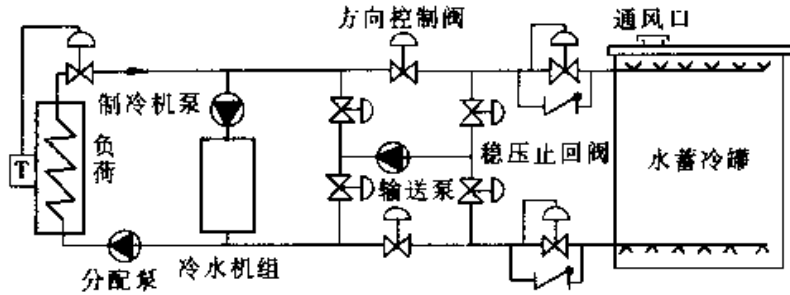 方向控制阀
通风口
制冷机泵
负荷
T
稳压止回阀
水蓄冷罐
输送泵
冷水机组
分配泵